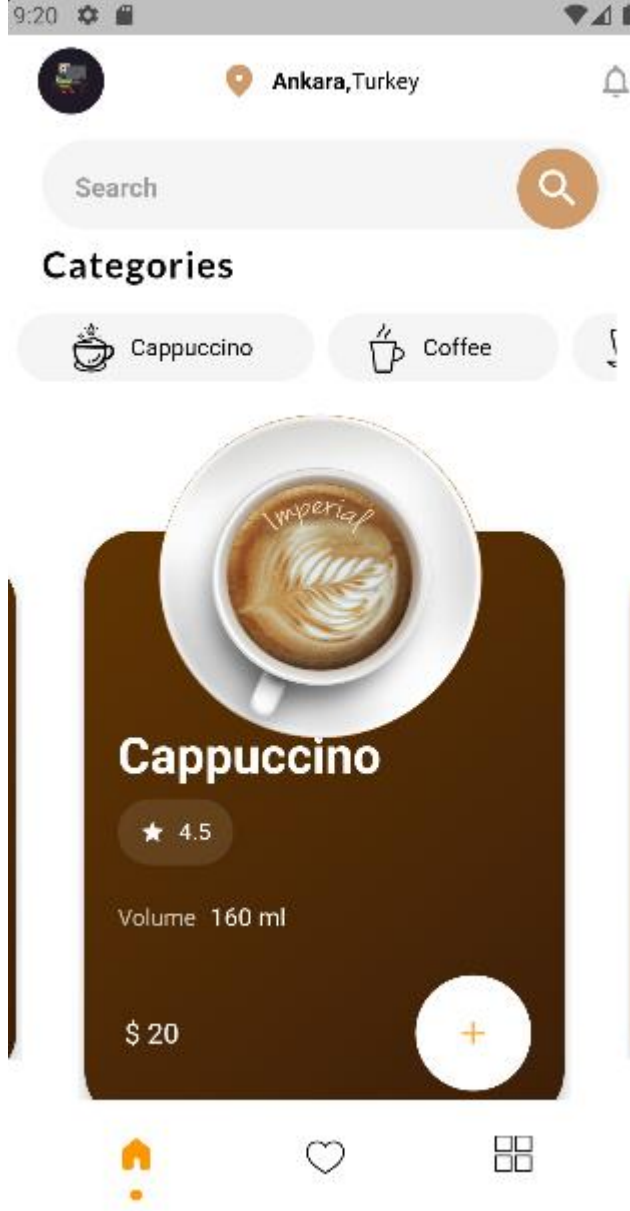 9:20
Ankara,Turkey
Search
Categories
Cappuccino
Coffee
Imperial
Cappuccino
4.5
Volume 160 ml
$ 20